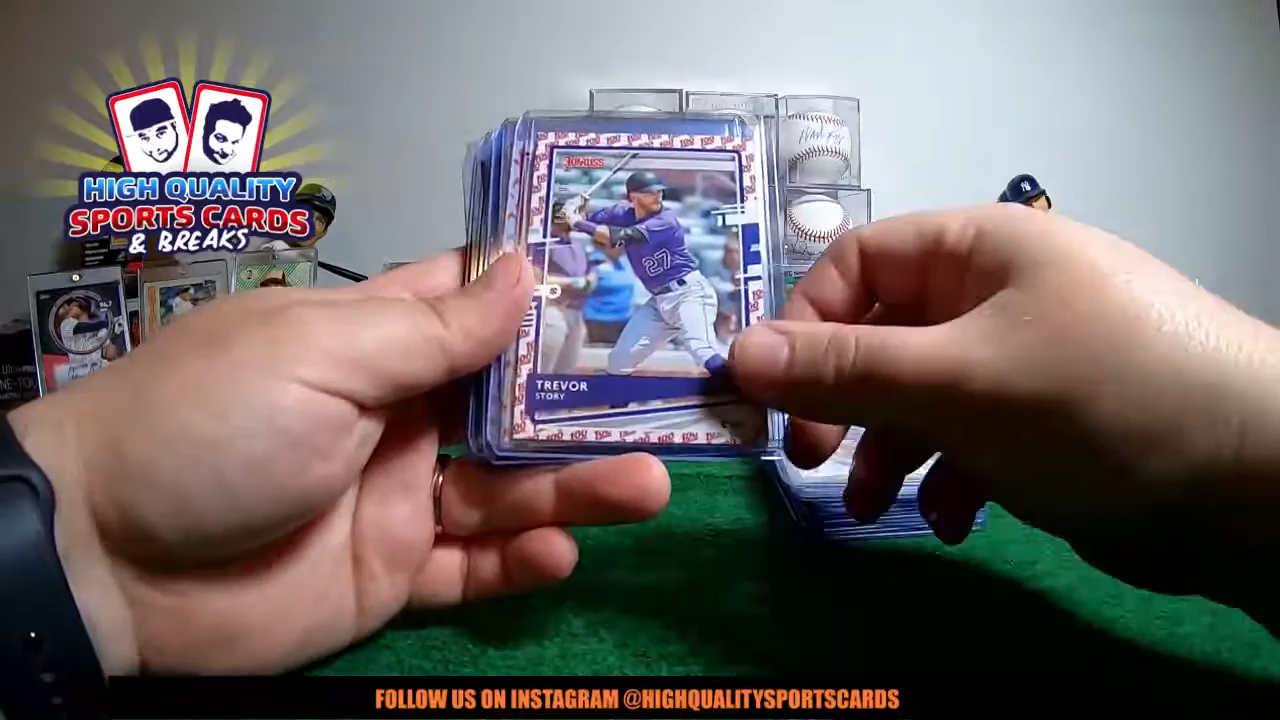 HIGH QUALITY
SPORTS CARDS
& BREAKS
Donruss
27
TREVOR
STORY
FOLLOW US ON INSTAGRAM @HIGHQUALITYSPORTSCARDS